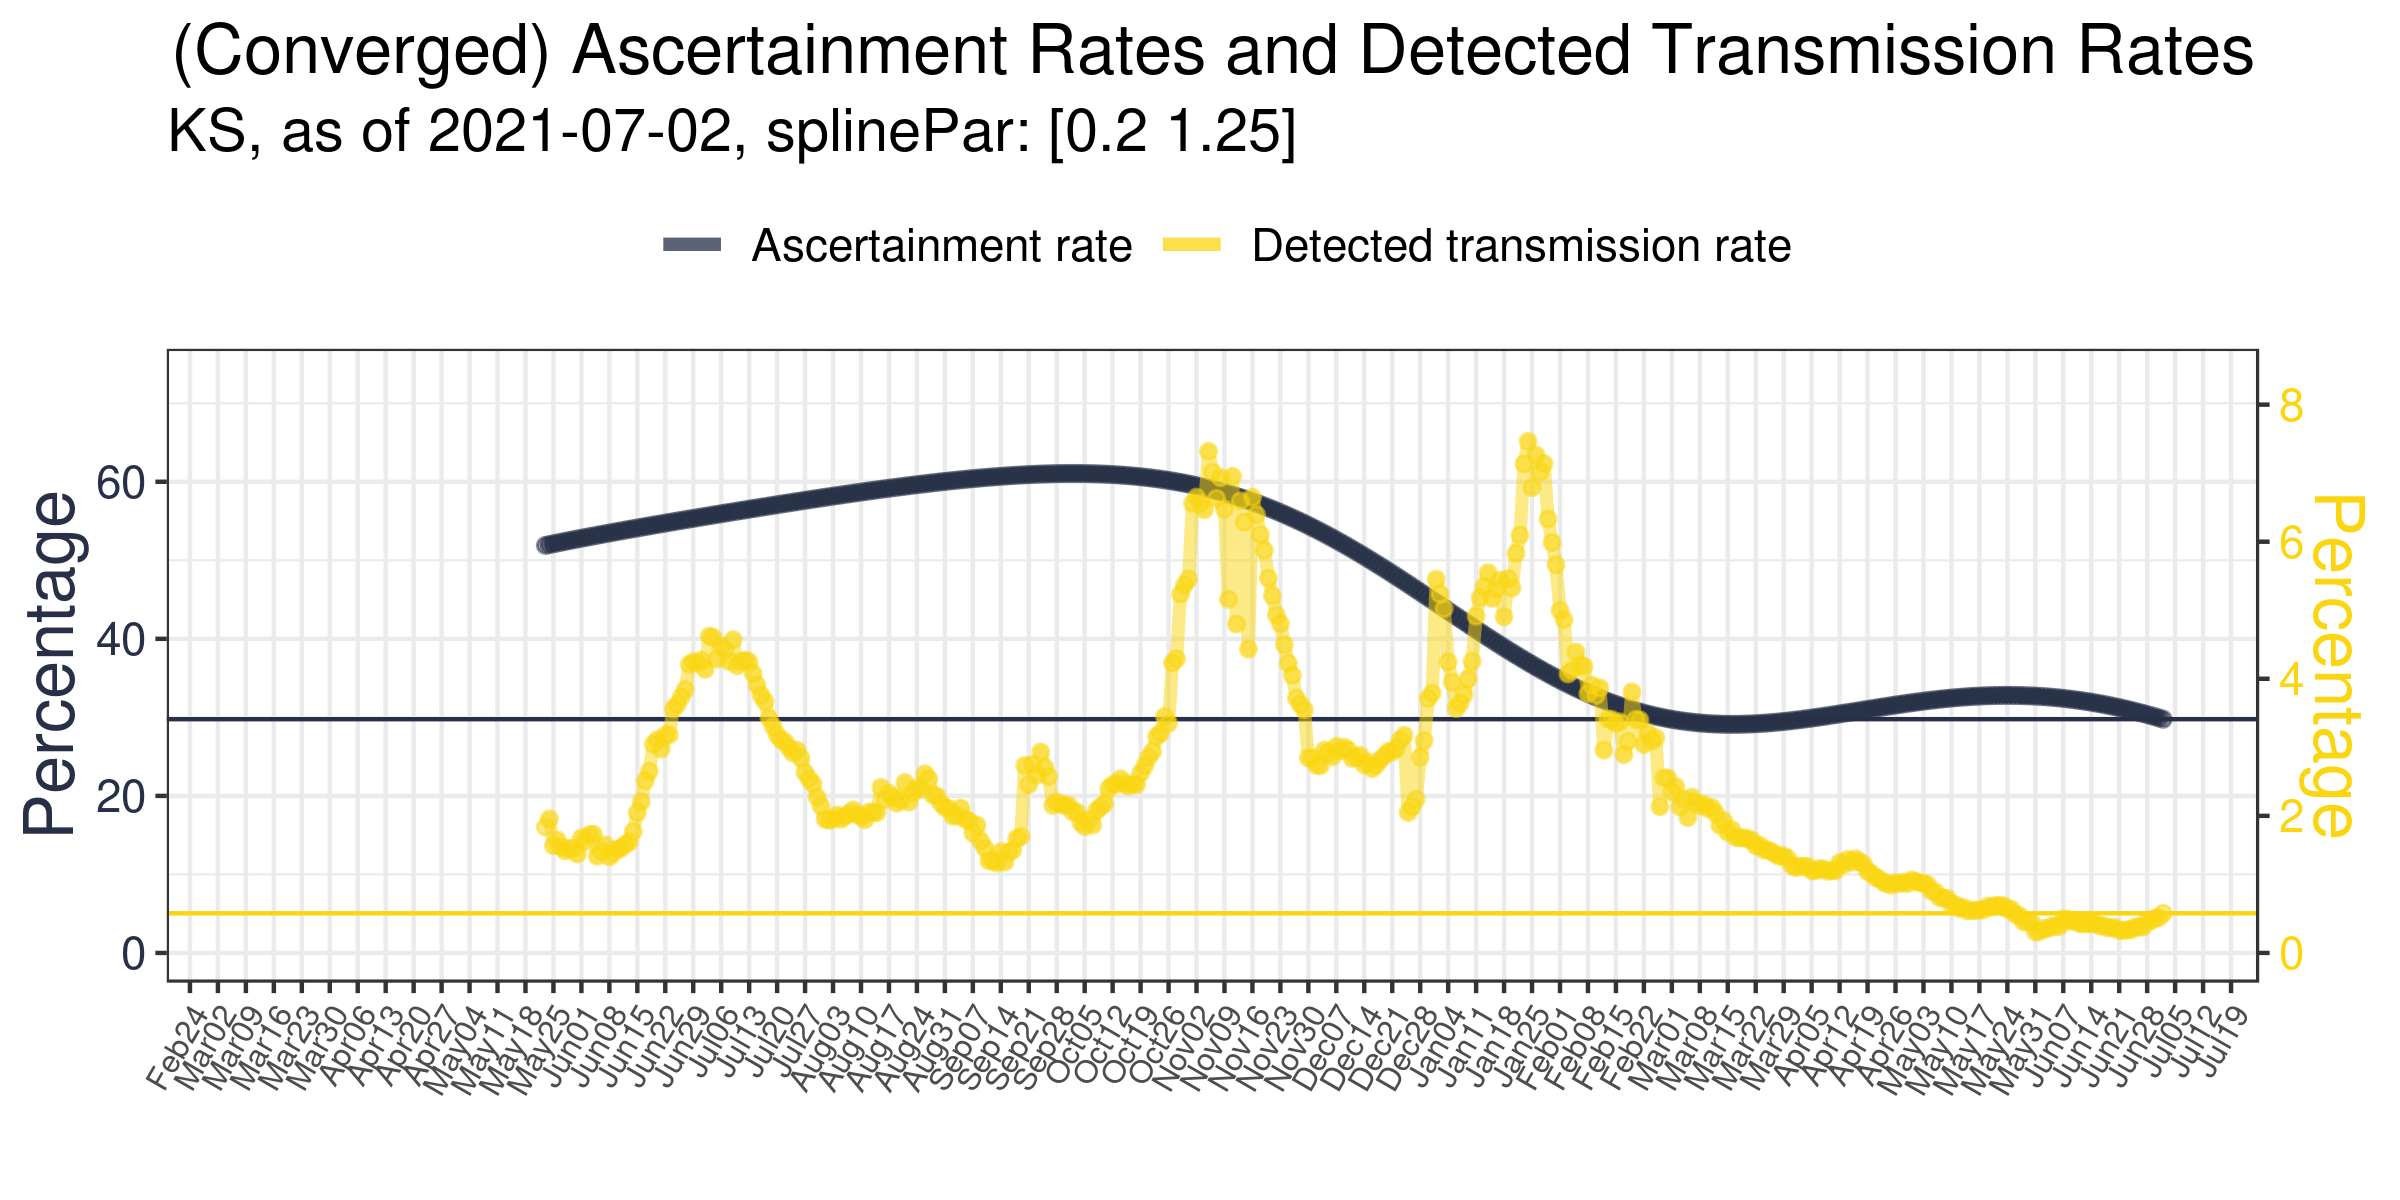 (Converged) Ascertainment Rates and Detected Transmission Rates
KS, as of 2021-07-02, splinePar: [0.2 1.25]
Ascertainment rate
Detected transmission rate
Percentage
60
40
20
0
8
6
4
2
0
Percentage
Feb24
Mar02
Mar09
Mar16
Mar23
Mar30
Apr06
Apr13
Apr20
Apr27
May04
May11
May18
May25
Jun01
Jun08
Jun15
Jun22
Jun29
Jul06
Jul13
Jul20
Jul27
Aug03
Aug10
Aug17
Aug24
Aug31
Sep07
Sep14
Sep21
Sep28
Oct05
Oct12
Oct19
Oct26
Nov02
Nov09
Nov16
Nov23
Nov30
Dec07
Dec14
Dec21
Dec28
Jan04
Jan11
Jan18
Jan25
Feb01
Feb08
Feb15
Feb22
Mar01
Mar08
Mar15
Mar22
Mar29
Apr05
Apr12
Apr19
Apr26
May03
May10
May17
May24
May31
Jun07
Jun14
Jun21
Jun28
Jul05
Jul12
Jul19